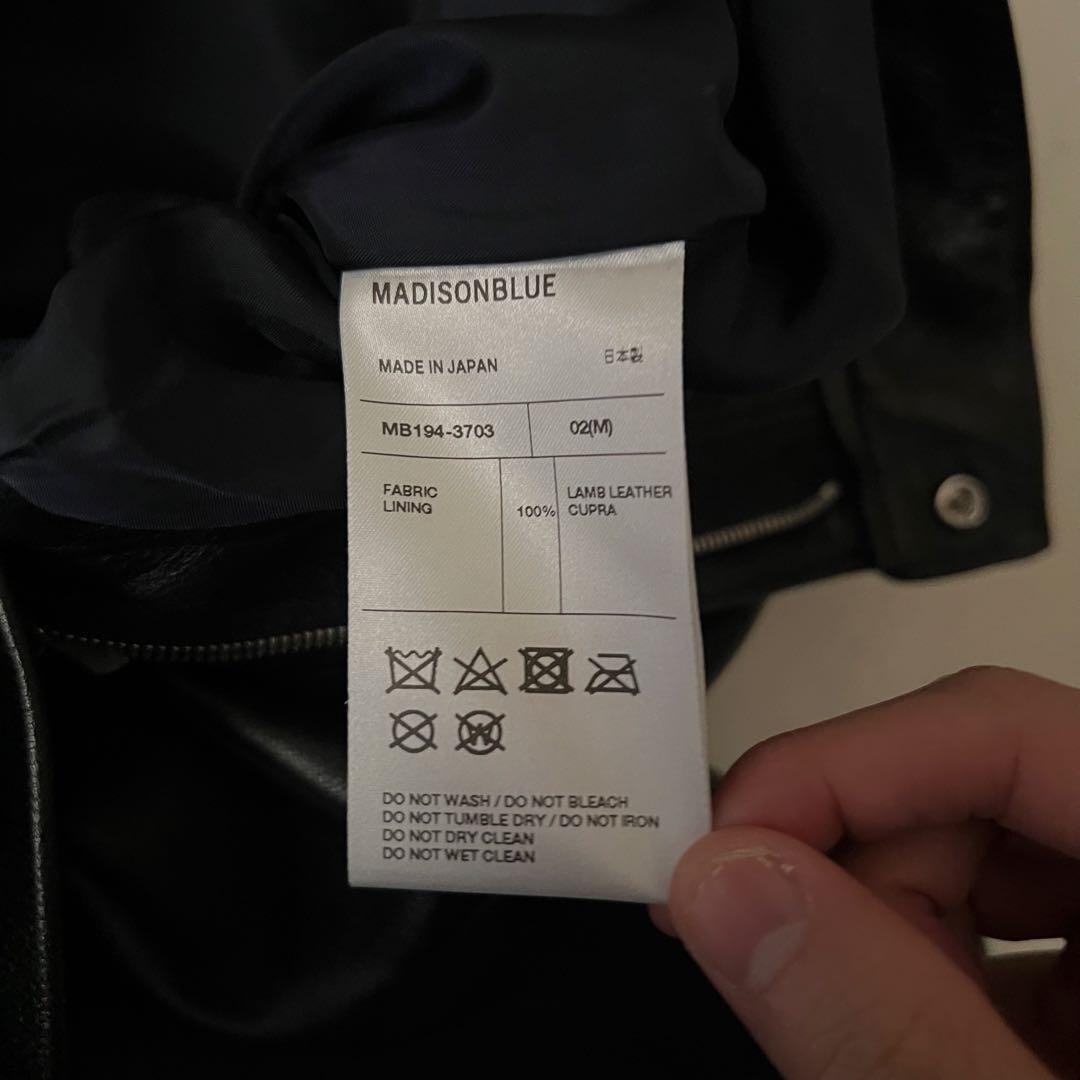 MADISONBLUE
MADE IN JAPAN 日本製
MB194-3703 02(M)
FABRIC LAMB LEATHER
LINING 100% CUPRA
W
DO NOT WASH / DO NOT BLEACH
DO NOT TUMBLE DRY / DO NOT IRON
DO NOT DRY CLEAN
DO NOT WET CLEAN